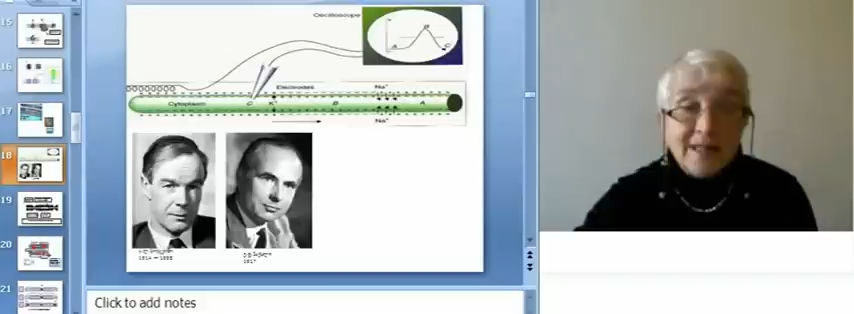 15
16
17
18
19
20
21
Oscilloscope
A
B
C
Electrodes
Na⁺
Cytoplasm
C
K⁺
B
A
Na⁺
1914 – 1998
1917
Click to add notes